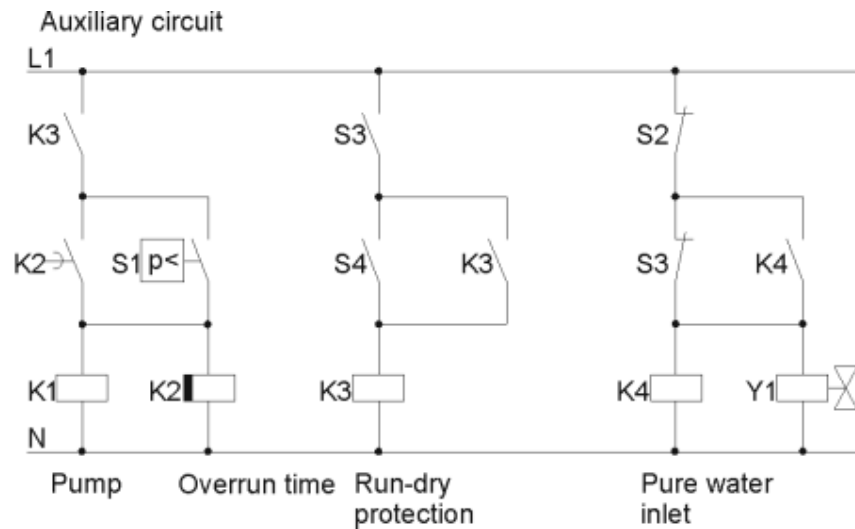 Auxiliary circuit
L1
K3
S3
S2
K2
S1 p<
S4
K3
S3
K4
K1
K2
K3
K4
Y1
N
Pump
Overrun time
Run-dry
protection
Pure water
inlet